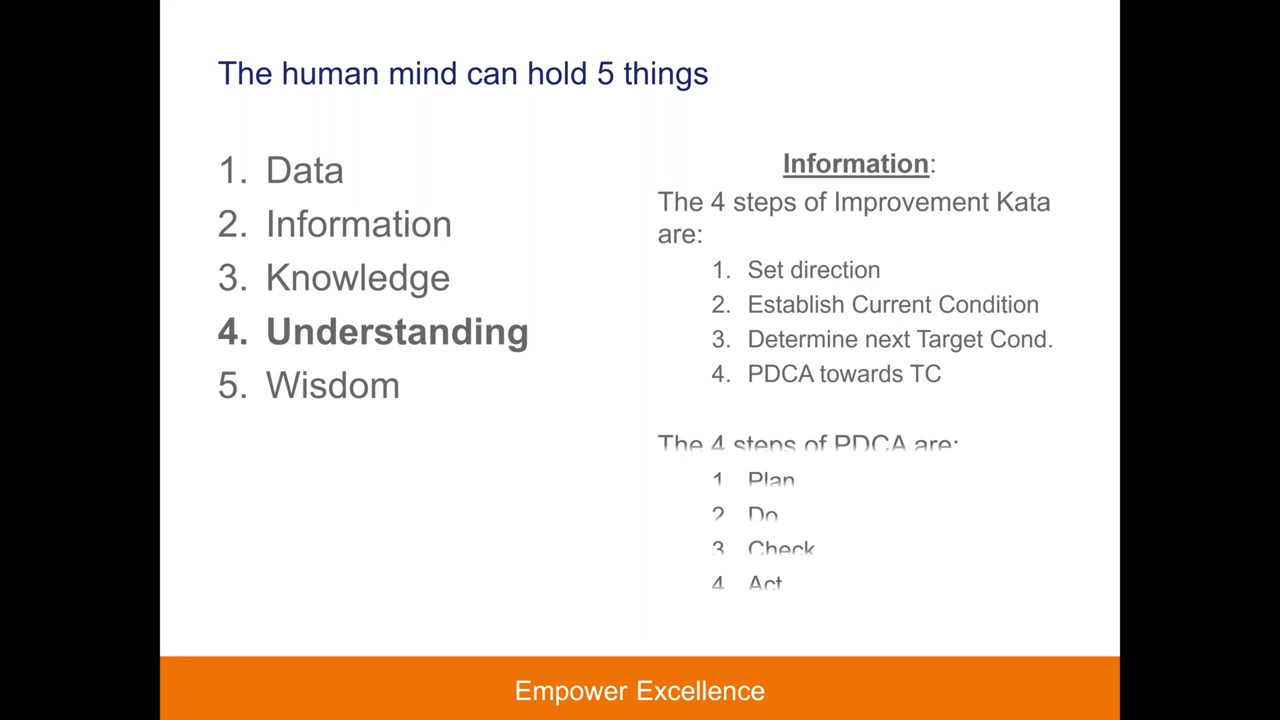 The human mind can hold 5 things
1. Data
2. Information
3. Knowledge
4. Understanding
5. Wisdom
Information:
The 4 steps of Improvement Kata
are:
1. Set direction
2. Establish Current Condition
3. Determine next Target Cond.
4. PDCA towards TC
The 4 steps of PDCA are:
1 Plan
2 Do
3 Check
4 Act
Empower Excellence